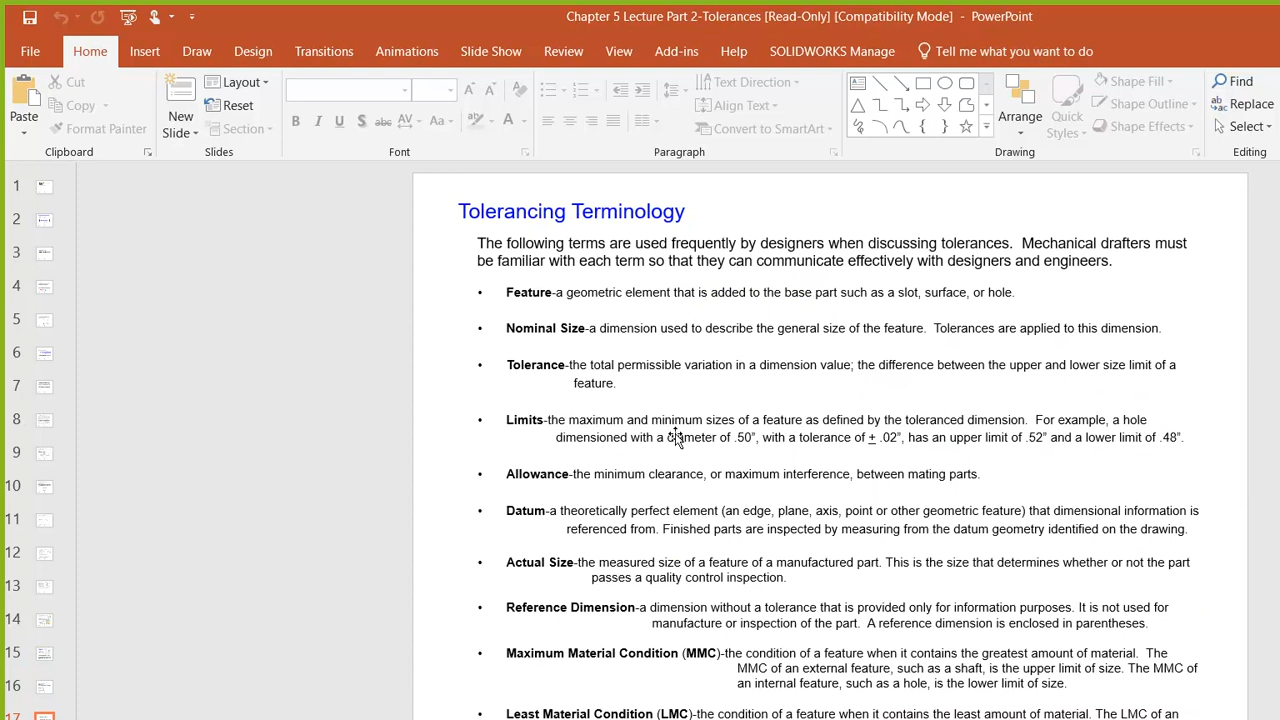 Chapter 5 Lecture Part 2-Tolerances [Read-Only] [Compatibility Mode] - PowerPoint
File Home Insert Draw Design Transitions Animations Slide Show Review View Add-ins Help SOLIDWORKS Manage Tell me what you want to do
Cut Layout Text Direction Shape Fill Find
Copy Reset Align Text Shape Outline Replace
Paste New Slide Arrange Quick Styles
Format Painter Section Convert to SmartArt Shape Effects Select
Clipboard Slides Font Paragraph Drawing Editing
1
2
3
4
5
6
7
8
9
10
11
12
13
14
15
16
17
Tolerancing Terminology
The following terms are used frequently by designers when discussing tolerances. Mechanical drafters must
be familiar with each term so that they can communicate effectively with designers and engineers.
• Feature-a geometric element that is added to the base part such as a slot, surface, or hole.
• Nominal Size-a dimension used to describe the general size of the feature. Tolerances are applied to this dimension.
• Tolerance-the total permissible variation in a dimension value; the difference between the upper and lower size limit of a
feature.
• Limits-the maximum and minimum sizes of a feature as defined by the toleranced dimension. For example, a hole
dimensioned with a diameter of .50”, with a tolerance of ± .02”, has an upper limit of .52” and a lower limit of .48”.
• Allowance-the minimum clearance, or maximum interference, between mating parts.
• Datum-a theoretically perfect element (an edge, plane, axis, point or other geometric feature) that dimensional information is
referenced from. Finished parts are inspected by measuring from the datum geometry identified on the drawing.
• Actual Size-the measured size of a feature of a manufactured part. This is the size that determines whether or not the part
passes a quality control inspection.
• Reference Dimension-a dimension without a tolerance that is provided only for information purposes. It is not used for
manufacture or inspection of the part. A reference dimension is enclosed in parentheses.
• Maximum Material Condition (MMC)-the condition of a feature when it contains the greatest amount of material. The
MMC of an external feature, such as a shaft, is the upper limit of size. The MMC of
an internal feature, such as a hole, is the lower limit of size.
• Least Material Condition (LMC)-the condition of a feature when it contains the least amount of material. The LMC of an